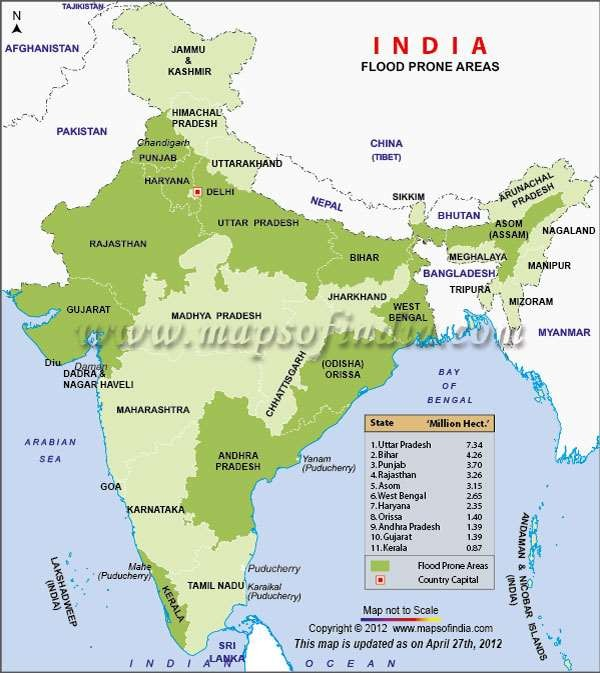 TAJIKISTAN
N
AFGHANISTAN
INDIA
FLOOD PRONE AREAS
JAMMU
&
KASHMIR
HIMACHAL
PRADESH
PAKISTAN
Chandigarh
CHINA
(TIBET)
PUNJAB
UTTARAKHAND
HARYANA
DELHI
ARUNACHAL
PRADESH
SIKKIM
NEPAL
BHUTAN
UTTAR PRADESH
ASOM
(ASSAM)
NAGALAND
RAJASTHAN
BIHAR
MEGHALAYA
MANIPUR
BANGLADESH
TRIPURA
JHARKHAND
MIZORAM
GUJARAT
MADHYA PRADESH
WEST
BENGAL
www.mapsofindia.com
MYANMAR
CHHATTISGARH
(ODISHA)
ORISSA
Diu
Daman
DADRA &
NAGAR HAVELI
BAY
OF
BENGAL
MAHARASHTRA
ARABIAN
SEA
ANDHRA
PRADESH
Yanam
(Puducherry)
State 'Million Hect.'
1.Uttar Pradesh 7.34
2.Bihar 4.26
3.Punjab 3.70
4.Rajasthan 3.26
5.Asom 3.15
6.West Bengal 2.65
7.Haryana 2.35
8.Orissa 1.40
9.Andhra Pradesh 1.39
10. Gujarat 1.39
11.Kerala 0.87
Flood Prone Areas
Country Capital
GOA
KARNATAKA
LAKSHADWEEP
(INDIA)
Mahe
(Puducherry)
KERALA
Puducherry
TAMIL NADU
Karaikal
(Puducherry)
ANDAMAN & NICOBAR ISLANDS
(INDIA)
SRI
LANKA
INDIAN OCEAN
Map not to Scale
Copyright © 2012 www.mapsofindia.com
This map is updated as on April 27th, 2012